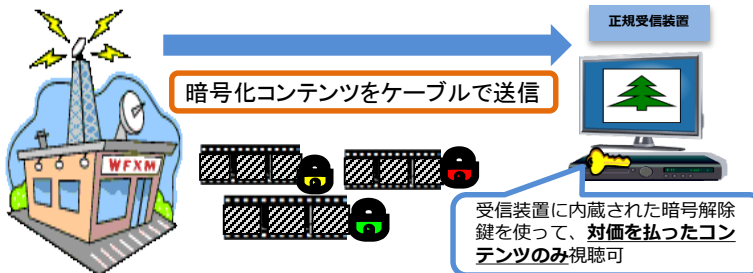 正規受信装置
暗号化コンテンツをケーブルで送信
WFXM
受信装置に内蔵された暗号解除
鍵を使って、対価を払ったコン
テンツのみ視聴可